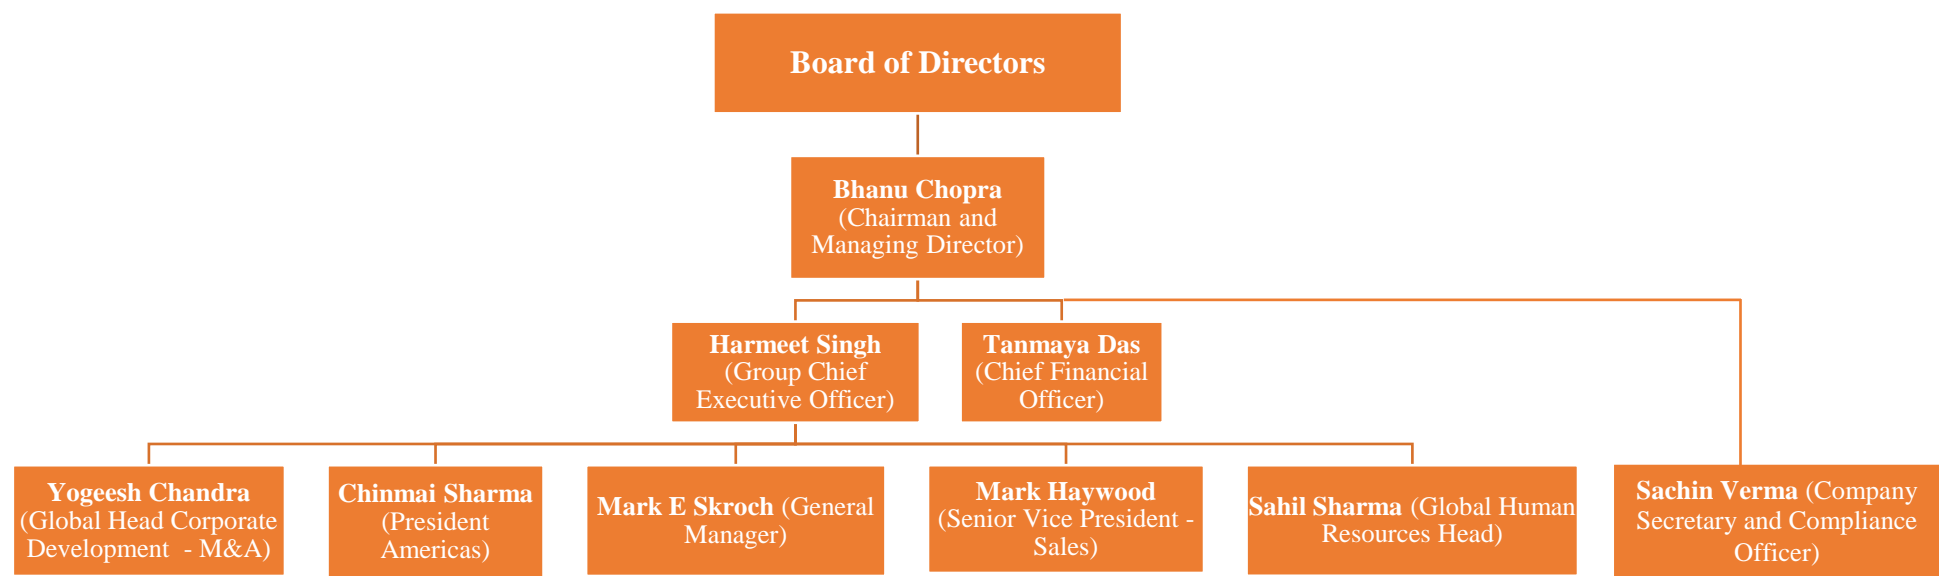 Board of Directors
Bhanu Chopra
(Chairman and
Managing Director)
Harmeet Singh
(Group Chief
Executive Officer)
Tanmaya Das
(Chief Financial
Officer)
Yogeesh Chandra
(Global Head Corporate
Development - M&A)
Chinmai Sharma
(President
Americas)
Mark E Skroch (General
Manager)
Mark Haywood
(Senior Vice President -
Sales)
Sahil Sharma (Global Human
Resources Head)
Sachin Verma (Company
Secretary and Compliance
Officer)